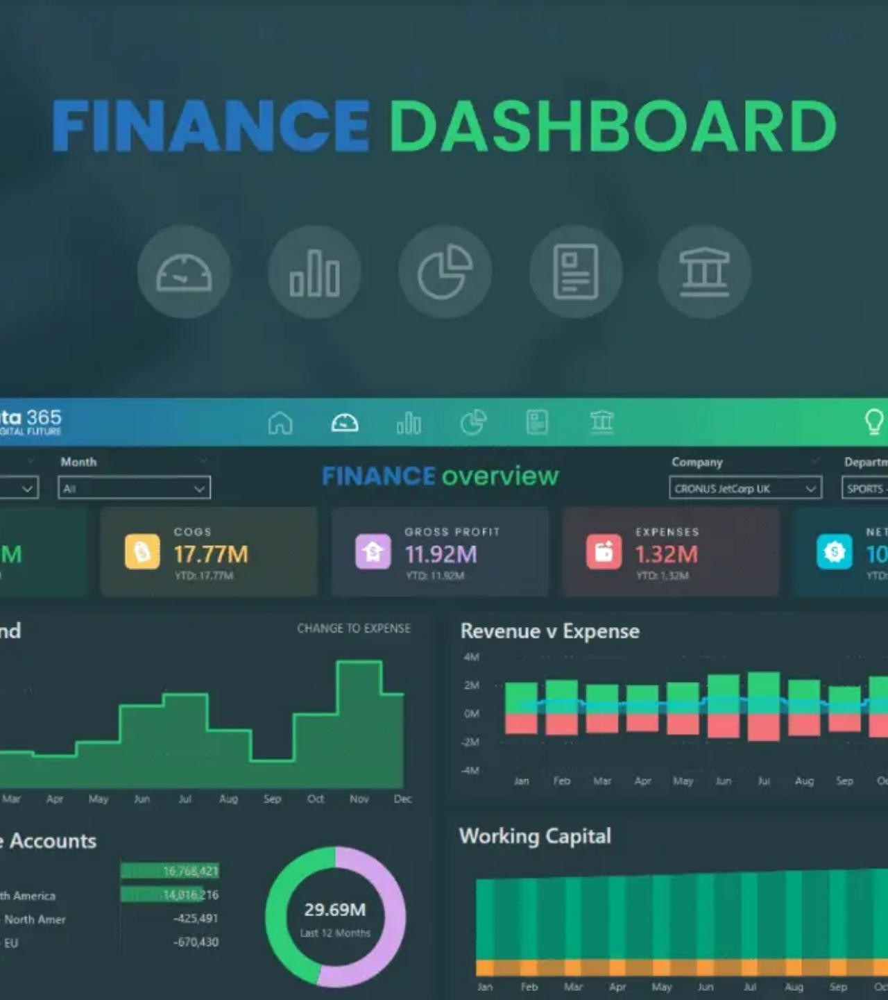 FINANCE DASHBOARD
ta 365
GITAL FUTURE
Month
All
FINANCE overview
Company
CRONUS JetCorp UK
Departm
SPORTS -
M
COGS
17.77M
YTD: 17.77M
GROSS PROFIT
11.92M
YTD: 11.92M
EXPENSES
1.32M
YTD: 1.32M
NET
10
YTD:
nd
CHANGE TO EXPENSE
Mar Apr May Jun Jul Aug Sep Oct Nov Dec
Revenue v Expense
4M
2M
0M
-2M
-4M
Jan Feb Mar Apr May Jun Jul Aug Sep Oc
e Accounts
16,768,421
th America 14,016,216
North Amer -425,491
EU -670,430
29.69M
Last 12 Months
Working Capital
Jan Feb Mar Apr May Jun Jul Aug Sep Oc